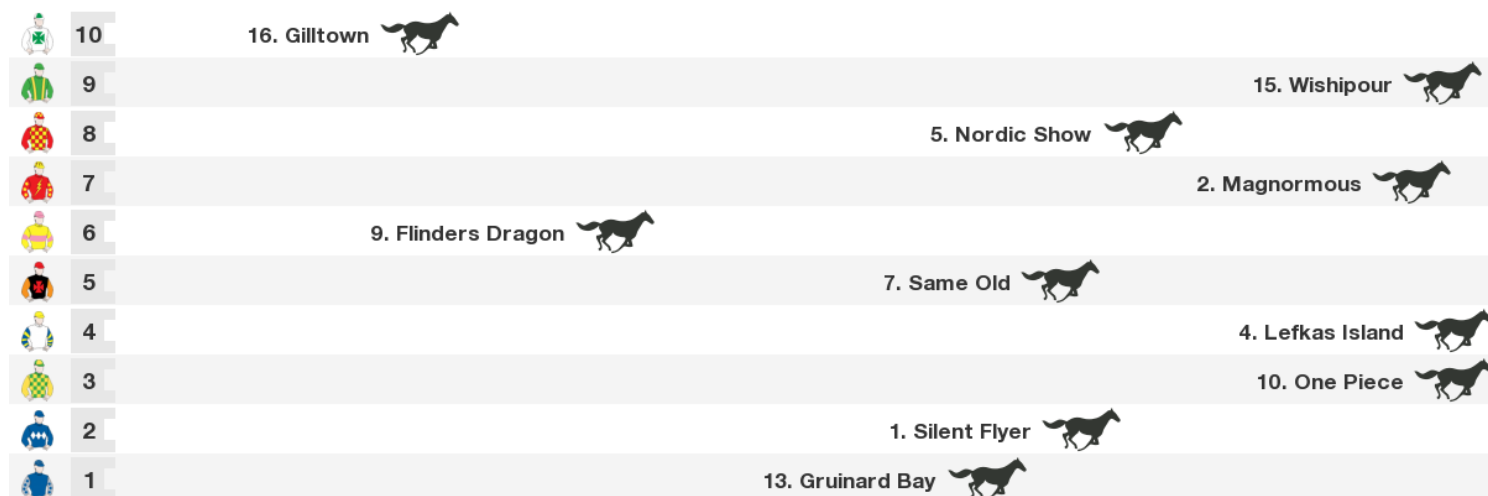 10 16. Gilltown
9 15. Wishipour
8 5. Nordic Show
7 2. Magnormous
6 9. Flinders Dragon
5 7. Same Old
4 4. Lefkas Island
3 10. One Piece
2 1. Silent Flyer
1 13. Gruinard Bay